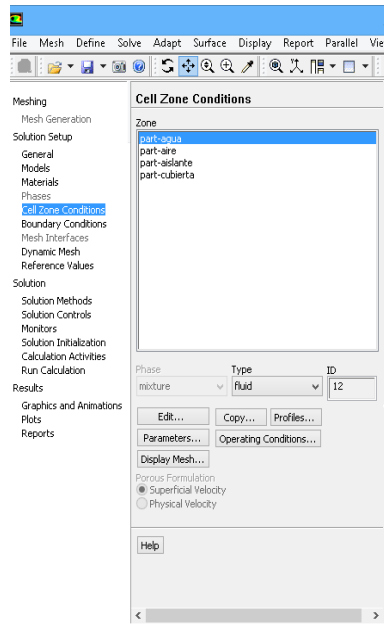 File Mesh Define Solve Adapt Surface Display Report Parallel Vie
Meshing
Mesh Generation
Solution Setup
General
Models
Materials
Phases
Cell Zone Conditions
Boundary Conditions
Mesh Interfaces
Dynamic Mesh
Reference Values
Solution
Solution Methods
Solution Controls
Monitors
Solution Initialization
Calculation Activities
Run Calculation
Results
Graphics and Animations
Plots
Reports
Cell Zone Conditions
Zone
part-agua
part-aire
part-aislante
part-cubierta
Phase Type ID
mixture fluid 12
Edit... Copy... Profiles...
Parameters... Operating Conditions...
Display Mesh...
Porous Formulation
Superficial Velocity
Physical Velocity
Help